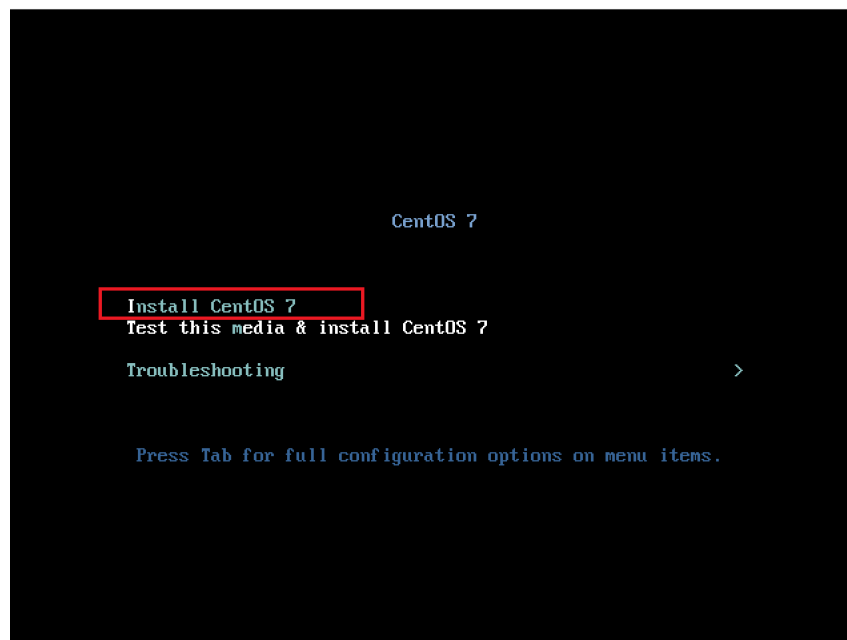 CentOS 7
Install CentOS 7
Test this media & install CentOS 7
Troubleshooting >
Press Tab for full configuration options on menu items.